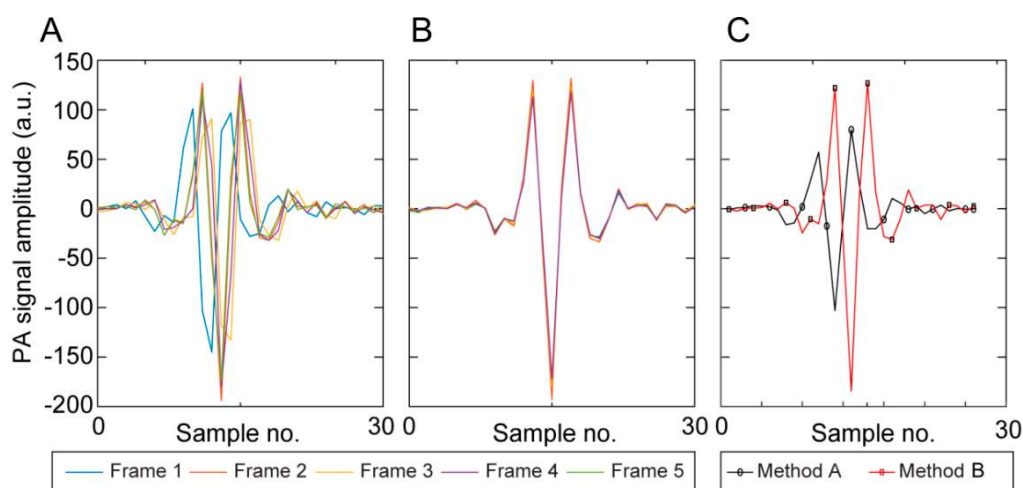 A B C
150
100
50
0
-50
-100
-150
-200
PA signal amplitude (a.u.)
0 Sample no. 30 0 Sample no. 30 0 Sample no. 30
Frame 1 Frame 2 Frame 3 Frame 4 Frame 5 Method A Method B